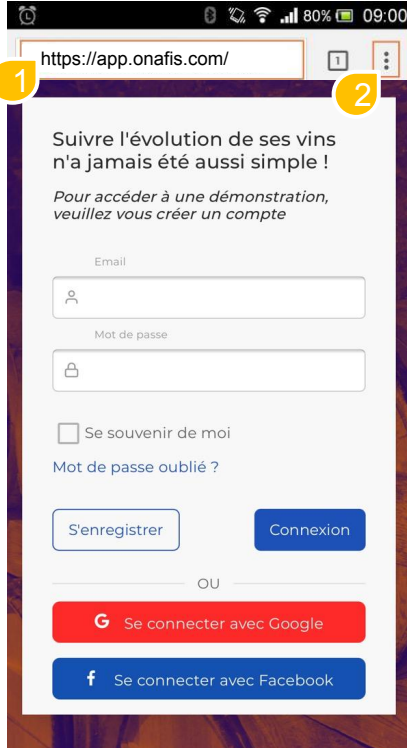 80% 09:00
https://app.onafis.com/
1
1
2
Suivre l'évolution de ses vins
n'a jamais été aussi simple !
Pour accéder à une démonstration,
veuillez vous créer un compte
Email
Mot de passe
Se souvenir de moi
Mot de passe oublié ?
S'enregistrer Connexion
OU
G Se connecter avec Google
f Se connecter avec Facebook